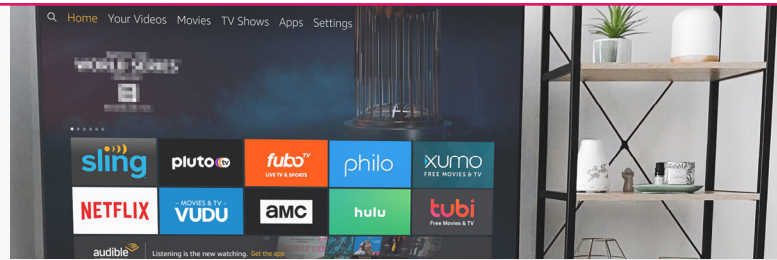 Home Your Videos Movies TV Shows Apps Settings
sling
pluto tv
fubo TV
LIVE TV & SPORTS
philo
XUMO
FREE MOVIES & TV
NETFLIX
- MOVIES & TV -
VUDU
aMC
hulu
tubi
Free Movies & TV
audible
Listening is the new watching. Get the app